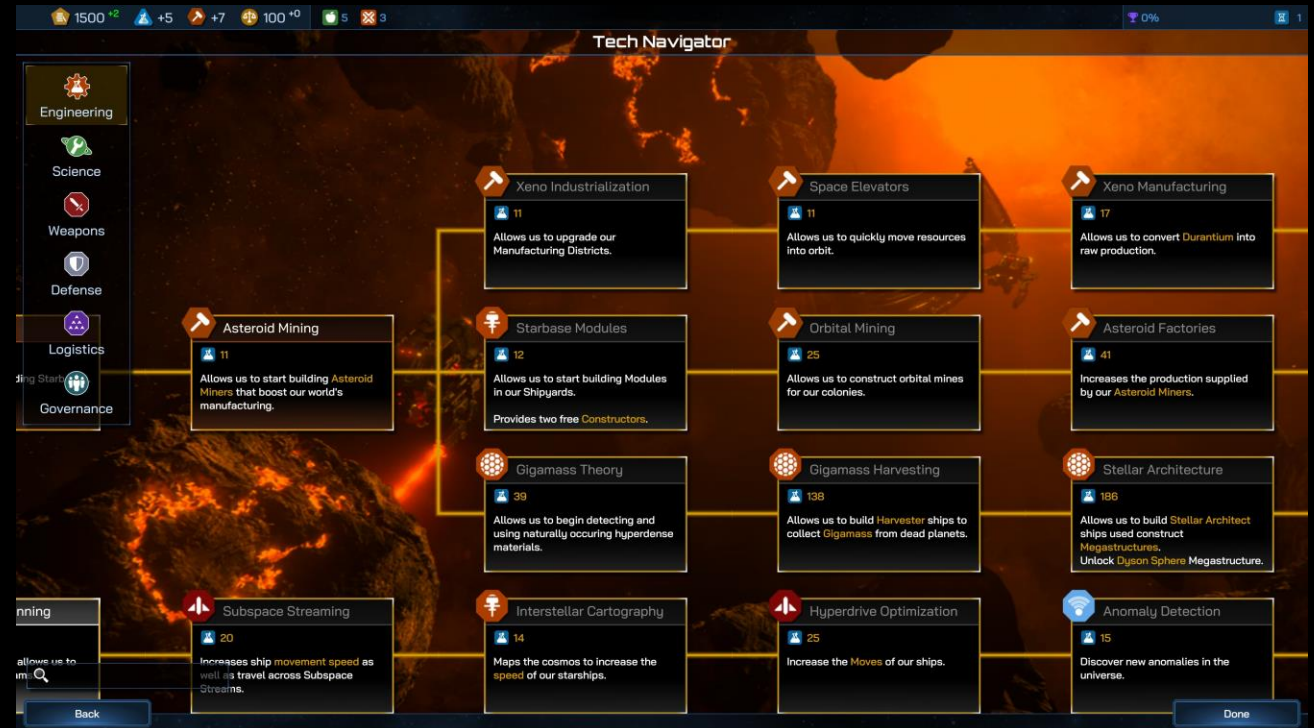 1500 +2 +5 +7 100 +0 5 3 0% 1
Tech Navigator
Engineering
Science
Weapons
Defense
Logistics
Governance
Xeno Industrialization
11
Allows us to upgrade our
Manufacturing Districts.
Space Elevators
11
Allows us to quickly move resources
into orbit.
Xeno Manufacturing
17
Allows us to convert Durantium into
raw production.
Asteroid Mining
11
Allows us to start building Asteroid
Miners that boost our world's
manufacturing.
Starbase Modules
12
Allows us to start building Modules
in our Shipyards.
Provides two free Constructors.
Orbital Mining
25
Allows us to construct orbital mines
for our colonies.
Asteroid Factories
41
Increases the production supplied
by our Asteroid Miners.
Gigamass Theory
39
Allows us to begin detecting and
using naturally occuring hyperdense
materials.
Gigamass Harvesting
138
Allows us to build Harvester ships to
collect Gigamass from dead planets.
Stellar Architecture
186
Allows us to build Stellar Architect
ships used construct
Megastructures.
Unlock Dyson Sphere Megastructure.
nning
allows us to
Subspace Streaming
20
Increases ship movement speed as
well as travel across Subspace
Streams.
Interstellar Cartography
14
Maps the cosmos to increase the
speed of our starships.
Hyperdrive Optimization
25
Increase the Moves of our ships.
Anomaly Detection
15
Discover new anomalies in the
universe.
Back
Done